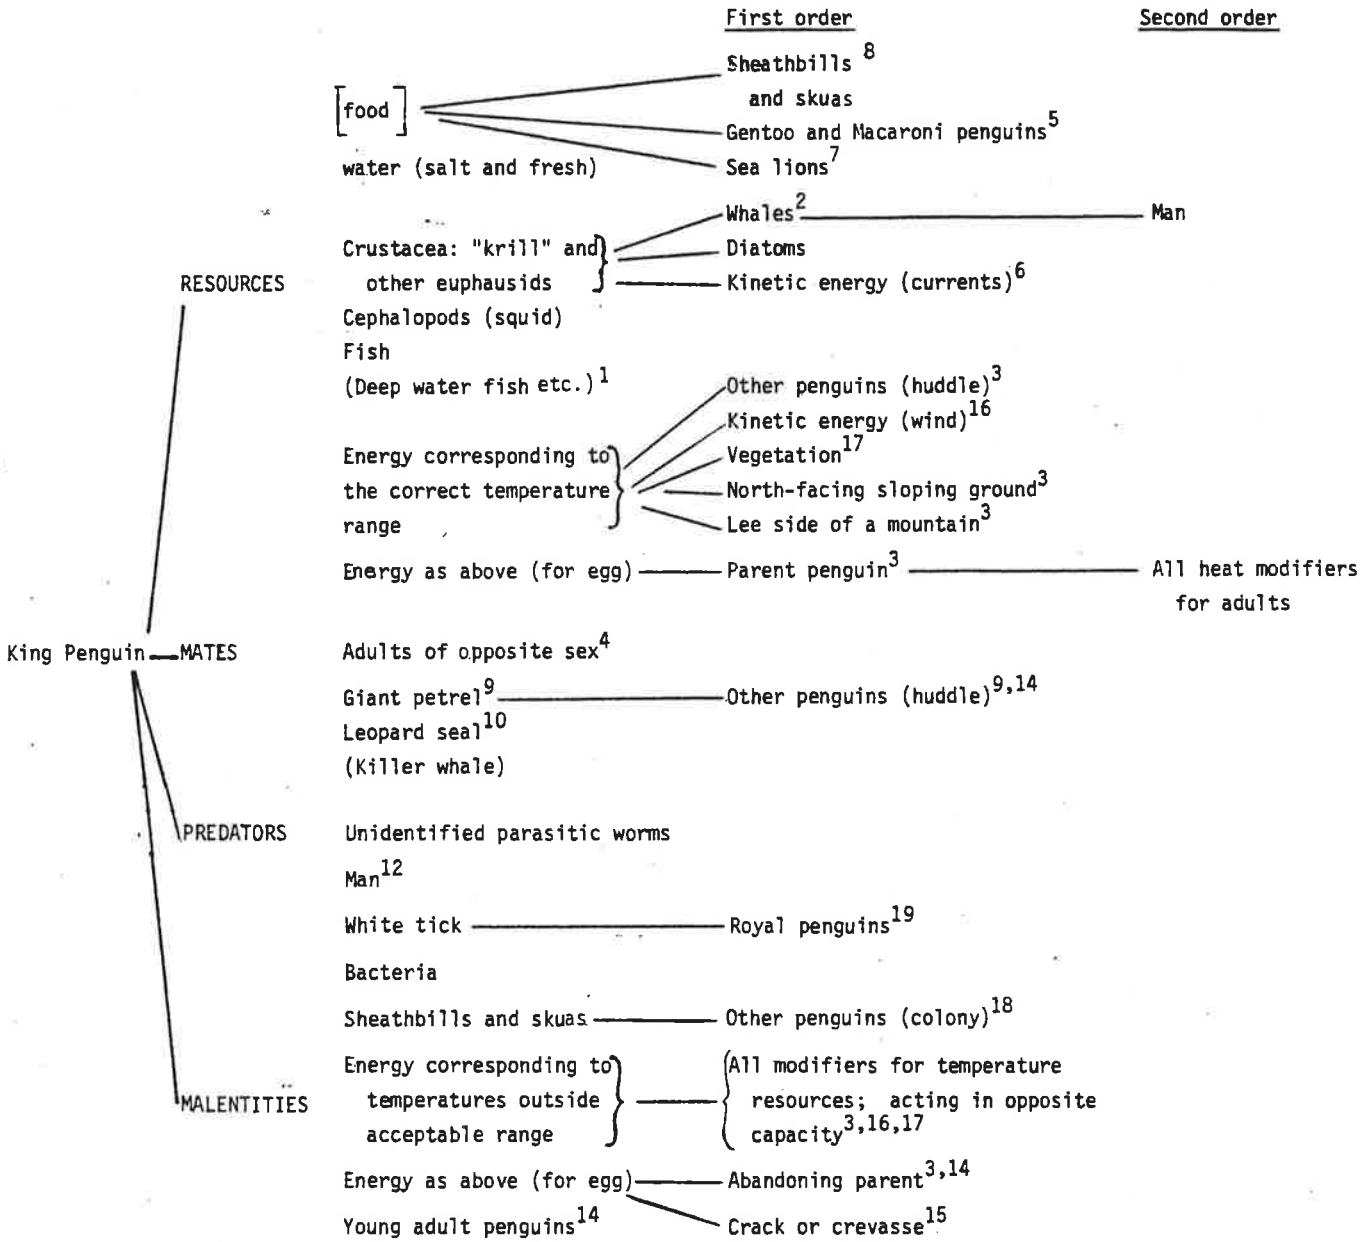 First order Second order
Sheathbills 8
and skuas
[food]
Gentoo and Macaroni penguins5
water (salt and fresh) Sea lions7
Whales2 Man
Crustacea: "krill" and} Diatoms
RESOURCES other euphausids Kinetic energy (currents)6
Cephalopods (squid)
Fish
(Deep water fish etc.)1 Other penguins (huddle)3
Kinetic energy (wind)16
Energy corresponding to} Vegetation17
the correct temperature North-facing sloping ground3
range Lee side of a mountain3
Energy as above (for egg) Parent penguin3 All heat modifiers
for adults
King Penguin MATES Adults of opposite sex4
Giant petrel9 Other penguins (huddle)9,14
Leopard seal10
(Killer whale)
PREDATORS Unidentified parasitic worms
Man12
White tick Royal penguins19
Bacteria
Sheathbills and skuas Other penguins (colony)18
Energy corresponding to} {All modifiers for temperature
MALENTITIES temperatures outside resources; acting in opposite
acceptable range capacity3,16,17
Energy as above (for egg) Abandoning parent3,14
Young adult penguins14 Crack or crevasse15